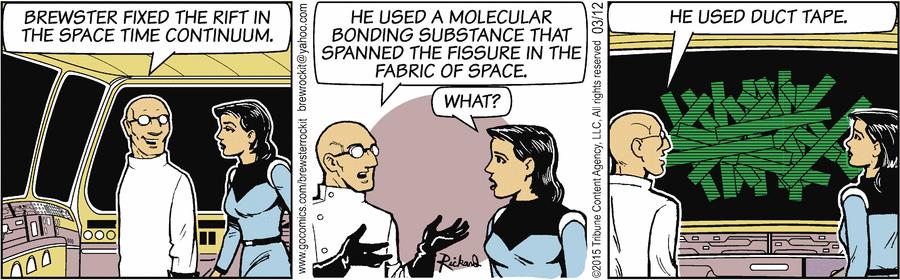 BREWSTER FIXED THE RIFT IN
THE SPACE TIME CONTINUUM.
www.gocomics.com/brewsterrockit brewrockit@yahoo.com
HE USED A MOLECULAR
BONDING SUBSTANCE THAT
SPANNED THE FISSURE IN THE
FABRIC OF SPACE.
WHAT?
Rickard
©2015 Tribune Content Agency, LLC. All rights reserved 03/12
HE USED DUCT TAPE.